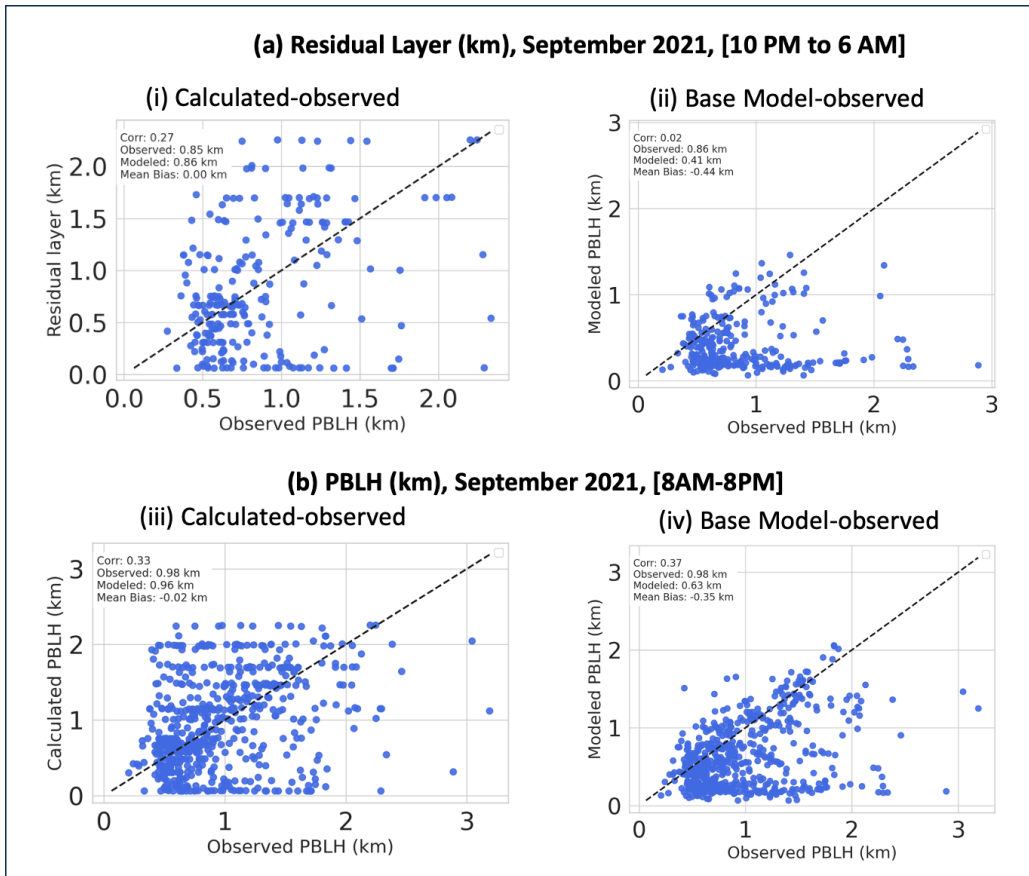 (a) Residual Layer (km), September 2021, [10 PM to 6 AM]
(i) Calculated-observed
Corr: 0.27
Observed: 0.85 km
Modeled: 0.86 km
Mean Bias: 0.00 km
Residual layer (km)
2.0
1.5
1.0
0.5
0.0
0.0 0.5 1.0 1.5 2.0
Observed PBLH (km)
(ii) Base Model-observed
Corr: 0.02
Observed: 0.86 km
Modeled: 0.41 km
Mean Bias: -0.44 km
Modeled PBLH (km)
3
2
1
0
0 1 2 3
Observed PBLH (km)
(b) PBLH (km), September 2021, [8AM-8PM]
(iii) Calculated-observed
Corr: 0.33
Observed: 0.98 km
Modeled: 0.96 km
Mean Bias: -0.02 km
Calculated PBLH (km)
3
2
1
0
0 1 2 3
Observed PBLH (km)
(iv) Base Model-observed
Corr: 0.37
Observed: 0.98 km
Modeled: 0.63 km
Mean Bias: -0.35 km
Modeled PBLH (km)
3
2
1
0
0 1 2 3
Observed PBLH (km)